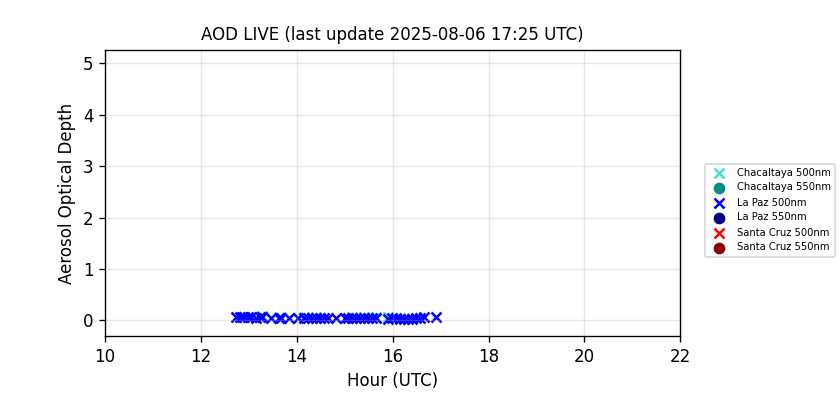 AOD LIVE (last update 2025-08-06 17:25 UTC)
Aerosol Optical Depth
5
4
3
2
1
0
10 12 14 16 18 20 22
Hour (UTC)
Chacaltaya 500nm
Chacaltaya 550nm
La Paz 500nm
La Paz 550nm
Santa Cruz 500nm
Santa Cruz 550nm